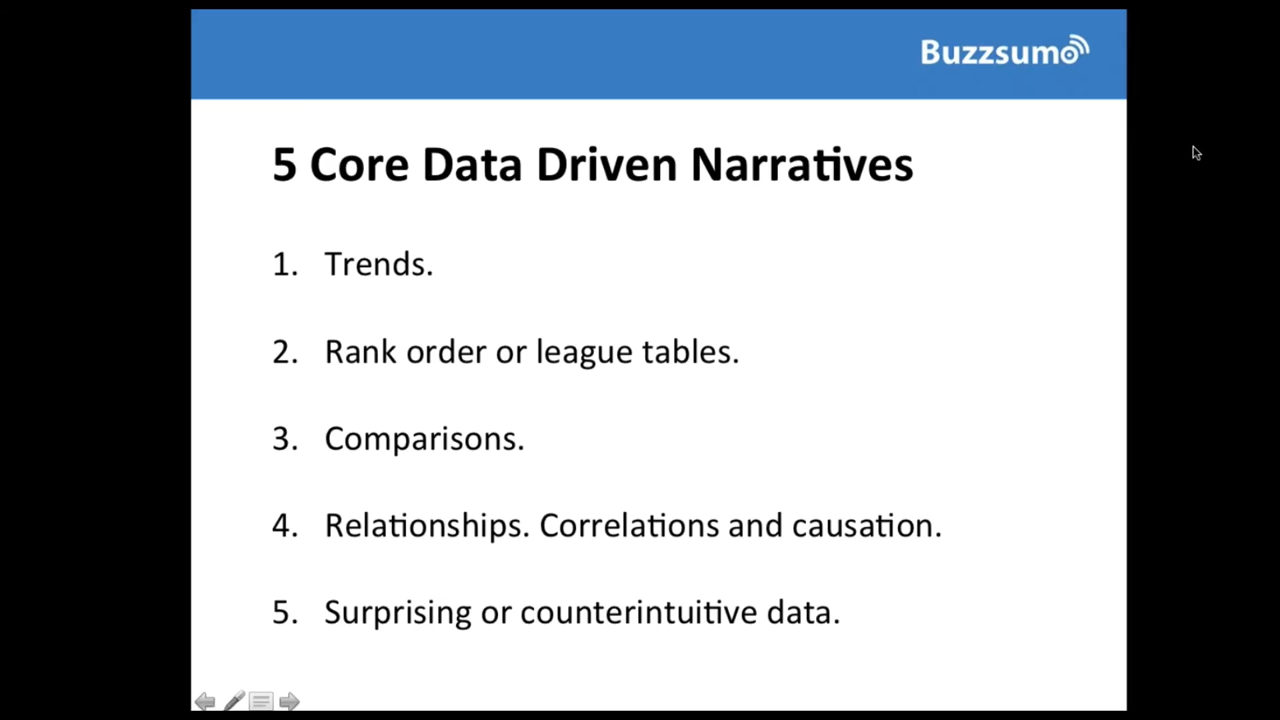 Buzzsumo
5 Core Data Driven Narratives
1. Trends.
2. Rank order or league tables.
3. Comparisons.
4. Relationships. Correlations and causation.
5. Surprising or counterintuitive data.